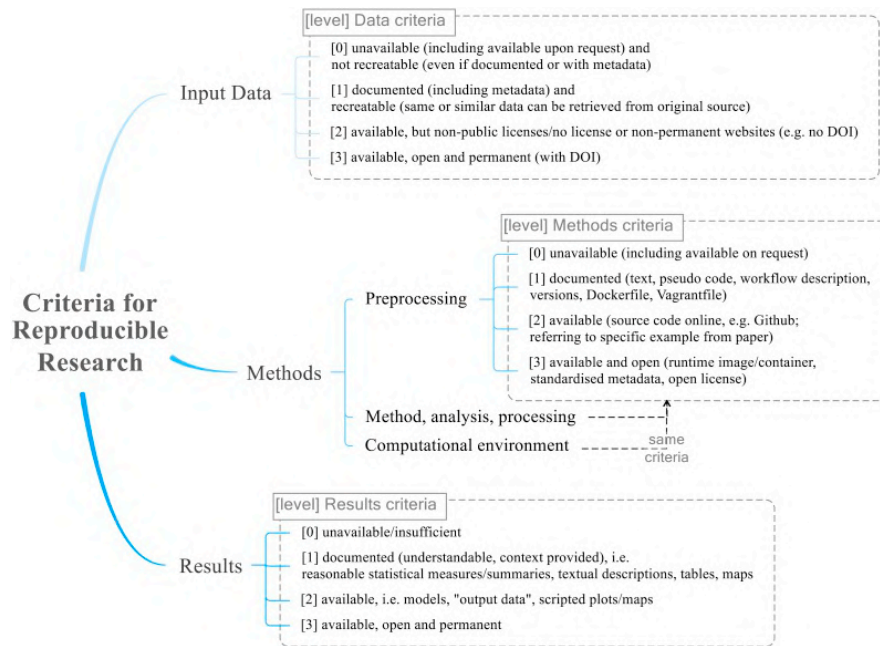 [level] Data criteria
[0] unavailable (including available upon request) and
not recreatable (even if documented or with metadata)
[1] documented (including metadata) and
recreatable (same or similar data can be retrieved from original source)
[2] available, but non-public licenses/no license or non-permanent websites (e.g. no DOI)
[3] available, open and permanent (with DOI)
Input Data
[level] Methods criteria
[0] unavailable (including available on request)
[1] documented (text, pseudo code, workflow description,
versions, Dockerfile, Vagrantfile)
[2] available (source code online, e.g. Github;
referring to specific example from paper)
[3] available and open (runtime image/container,
standardised metadata, open license)
Preprocessing
Criteria for
Reproducible
Research
Methods
Method, analysis, processing
Computational environment
same
criteria
[level] Results criteria
[0] unavailable/insufficient
[1] documented (understandable, context provided), i.e.
reasonable statistical measures/summaries, textual descriptions, tables, maps
[2] available, i.e. models, "output data", scripted plots/maps
[3] available, open and permanent
Results